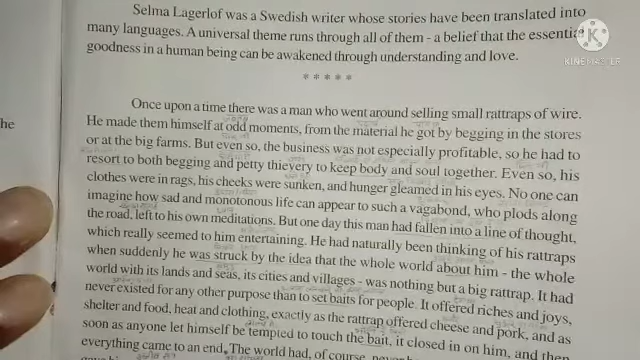 Selma Lagerlof was a Swedish writer whose stories have been translated into
many languages. A universal theme runs through all of them - a belief that the essential
goodness in a human being can be awakened through understanding and love.
*****
Once upon a time there was a man who went around selling small rattraps of wire.
he
He made them himself at odd moments, from the material he got by begging in the stores
or at the big farms. But even so, the business was not especially profitable, so he had to
resort to both begging and petty thievery to keep body and soul together. Even so, his
clothes were in rags, his cheeks were sunken, and hunger gleamed in his eyes. No one can
imagine how sad and monotonous life can appear to such a vagabond, who plods along
the road, left to his own meditations. But one day this man had fallen into a line of thought,
which really seemed to him entertaining. He had naturally been thinking of his rattraps
when suddenly he was struck by the idea that the whole world about him - the whole
world with its lands and seas, its cities and villages - was nothing but a big rattrap. It had
never existed for any other purpose than to set baits for people. It offered riches and joys,
shelter and food, heat and clothing, exactly as the rattrap offered cheese and pork, and as
soon as anyone let himself be tempted to touch the bait, it closed in on him, and then
everything came to an end. The world had, of course,
KINEMASTER